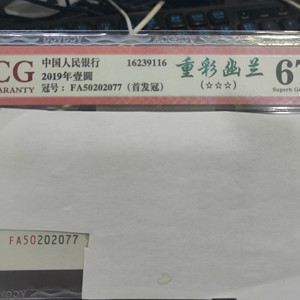 CG
ARANTY
中国人民银行 16239116
2019年壹圆
冠号：FA50202077（首发冠）
重彩幽兰
(☆☆☆)
67
Superb Ge
FA50202077